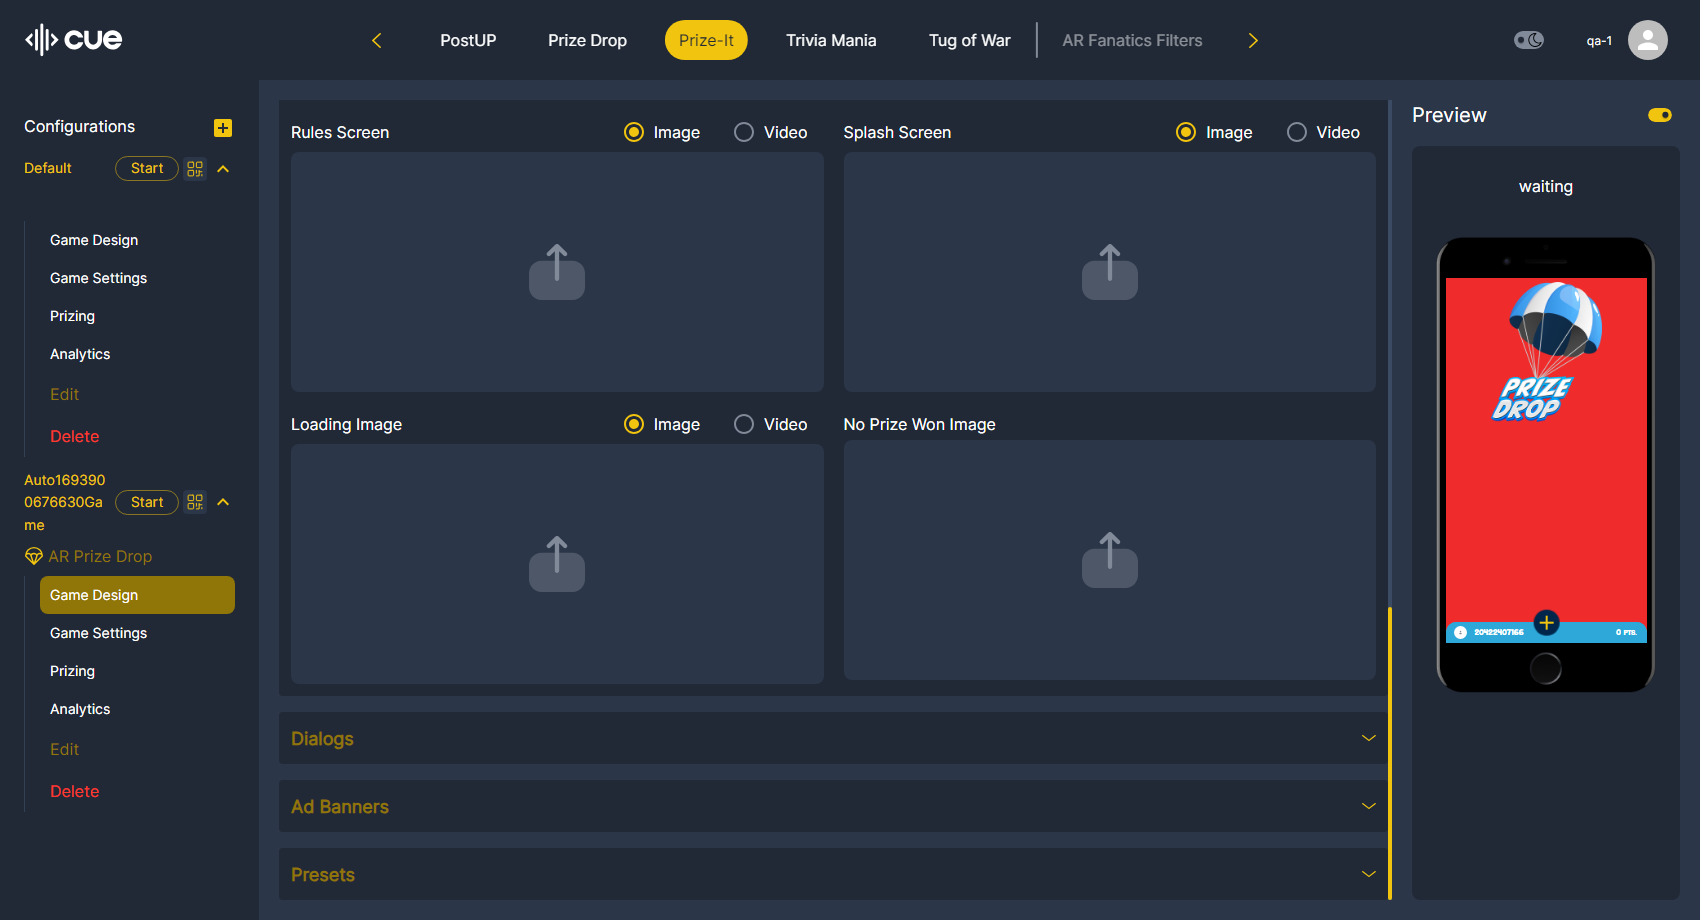 cue
PostUP
Prize Drop
Prize-It
Trivia Mania
Tug of War
AR Fanatics Filters
qa-1
Configurations
Default
Start
Game Design
Game Settings
Prizing
Analytics
Edit
Delete
Auto169390
0676630Ga
me
Start
AR Prize Drop
Game Design
Game Settings
Prizing
Analytics
Edit
Delete
Rules Screen
Image
Video
Splash Screen
Image
Video
Loading Image
Image
Video
No Prize Won Image
Dialogs
Ad Banners
Presets
Preview
waiting
PRIZE
DROP
20422407166
0 PTS.